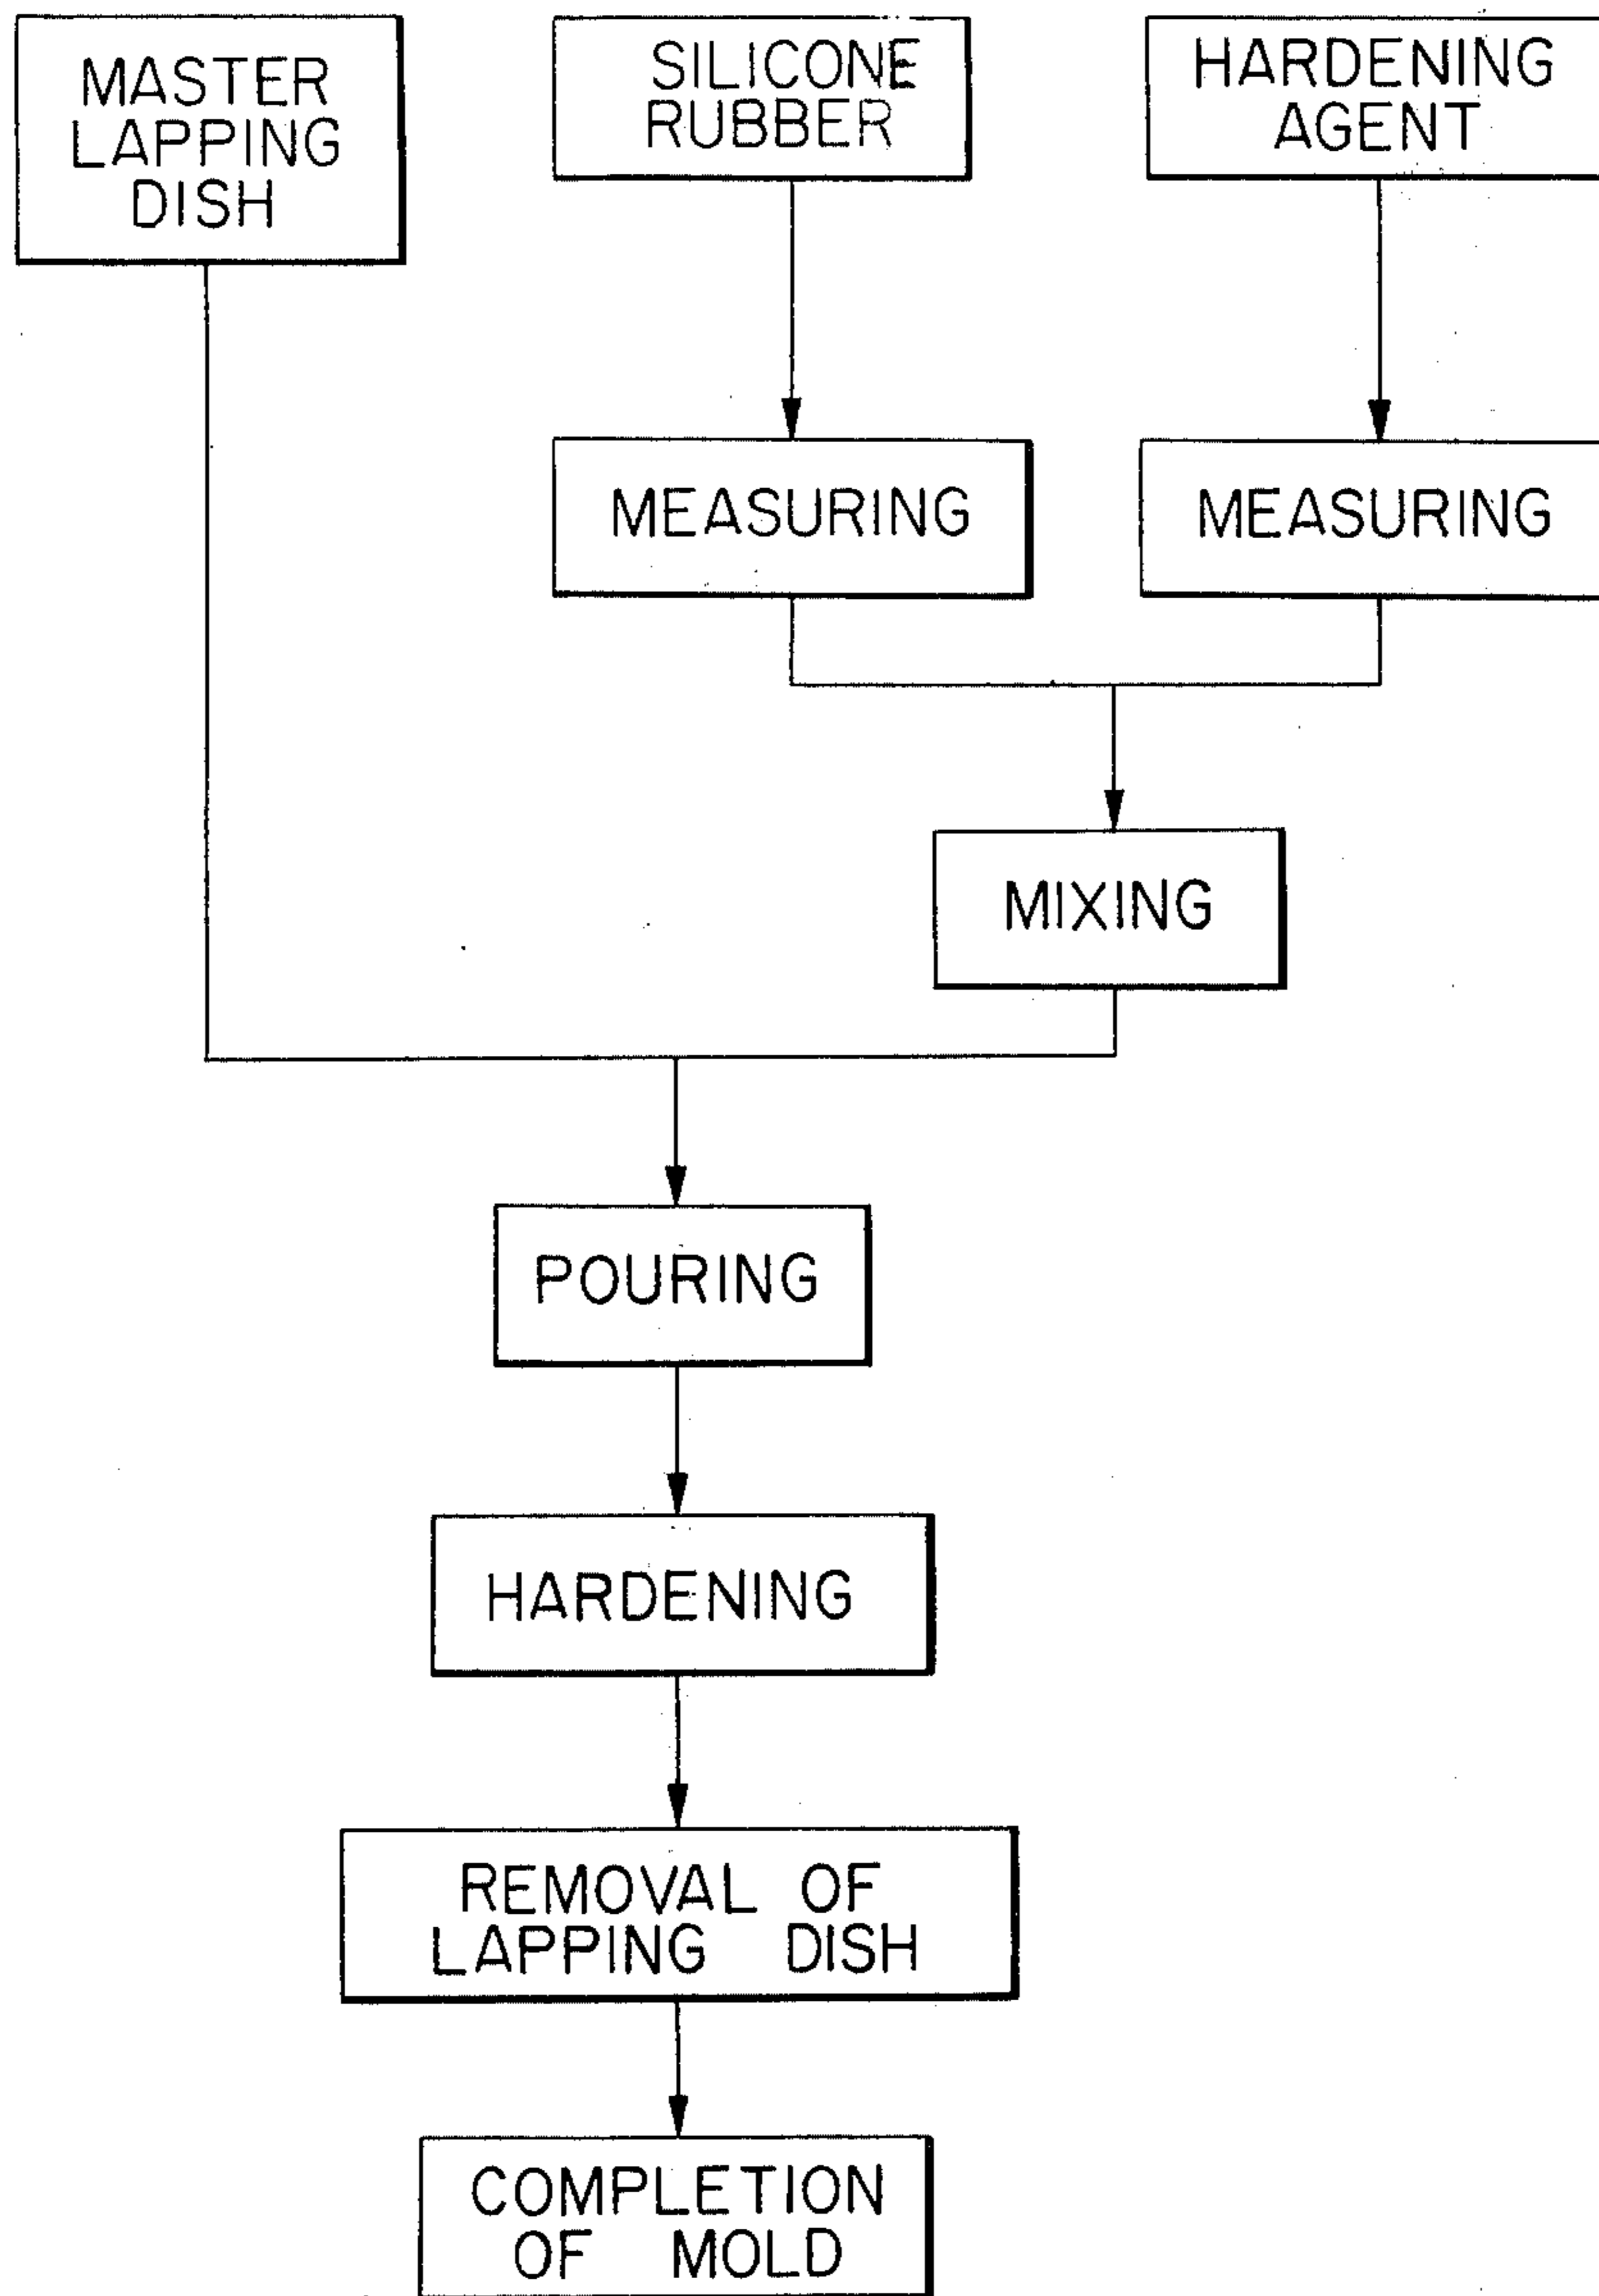 MASTER
LAPPING
DISH
SILICONE
RUBBER
HARDENING
AGENT
MEASURING
MEASURING
MIXING
POURING
HARDENING
REMOVAL OF
LAPPING DISH
COMPLETION
OF MOLD